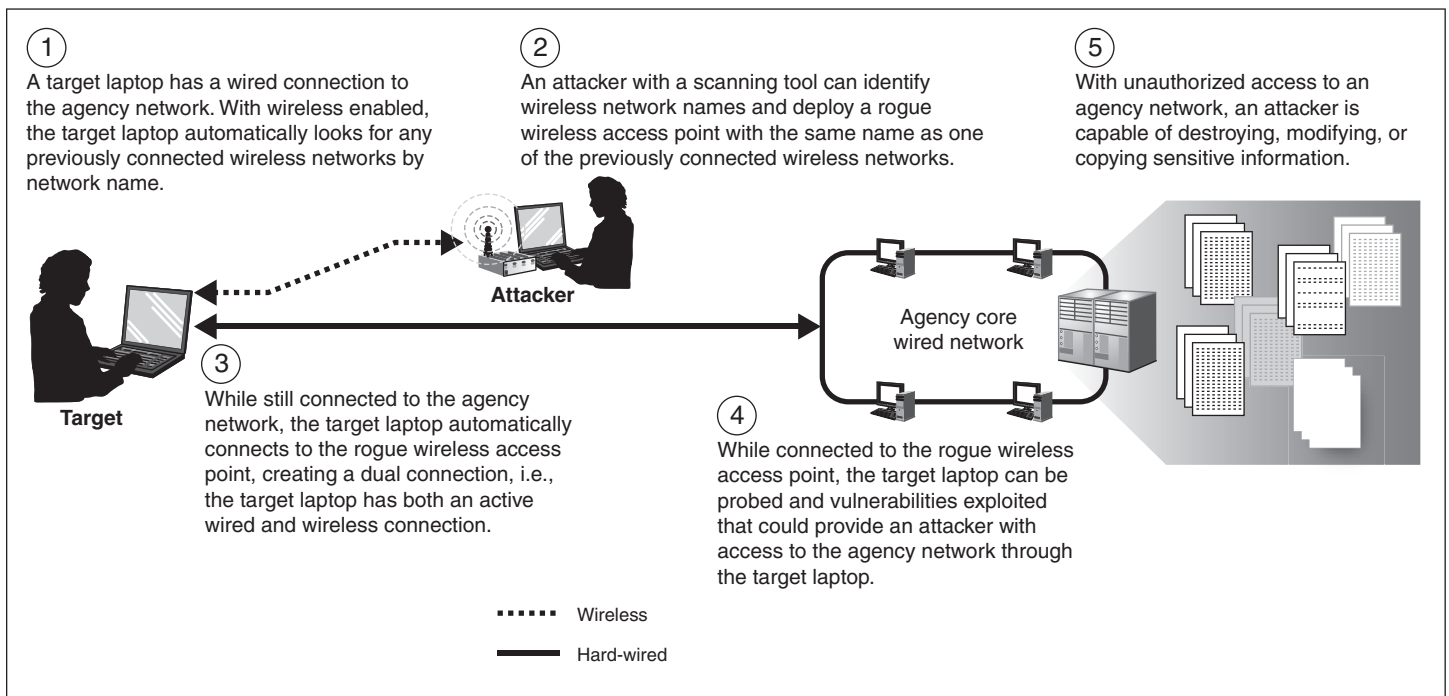 1
A target laptop has a wired connection to
the agency network. With wireless enabled,
the target laptop automatically looks for any
previously connected wireless networks by
network name.
2
An attacker with a scanning tool can identify
wireless network names and deploy a rogue
wireless access point with the same name as one
of the previously connected wireless networks.
5
With unauthorized access to an
agency network, an attacker is
capable of destroying, modifying, or
copying sensitive information.
Attacker
Target
Agency core
wired network
3
While still connected to the agency
network, the target laptop automatically
connects to the rogue wireless access
point, creating a dual connection, i.e.,
the target laptop has both an active
wired and wireless connection.
4
While connected to the rogue wireless
access point, the target laptop can be
probed and vulnerabilities exploited
that could provide an attacker with
access to the agency network through
the target laptop.
Wireless
Hard-wired